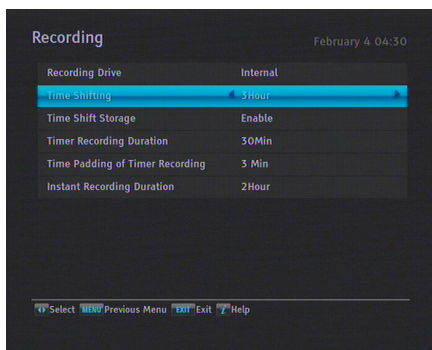 Recording
February 4 04:30
Recording Drive Internal
Time Shifting 3Hour
Time Shift Storage Enable
Timer Recording Duration 30Min
Time Padding of Timer Recording 3 Min
Instant Recording Duration 2Hour
Select MENU Previous Menu EXIT Exit i Help